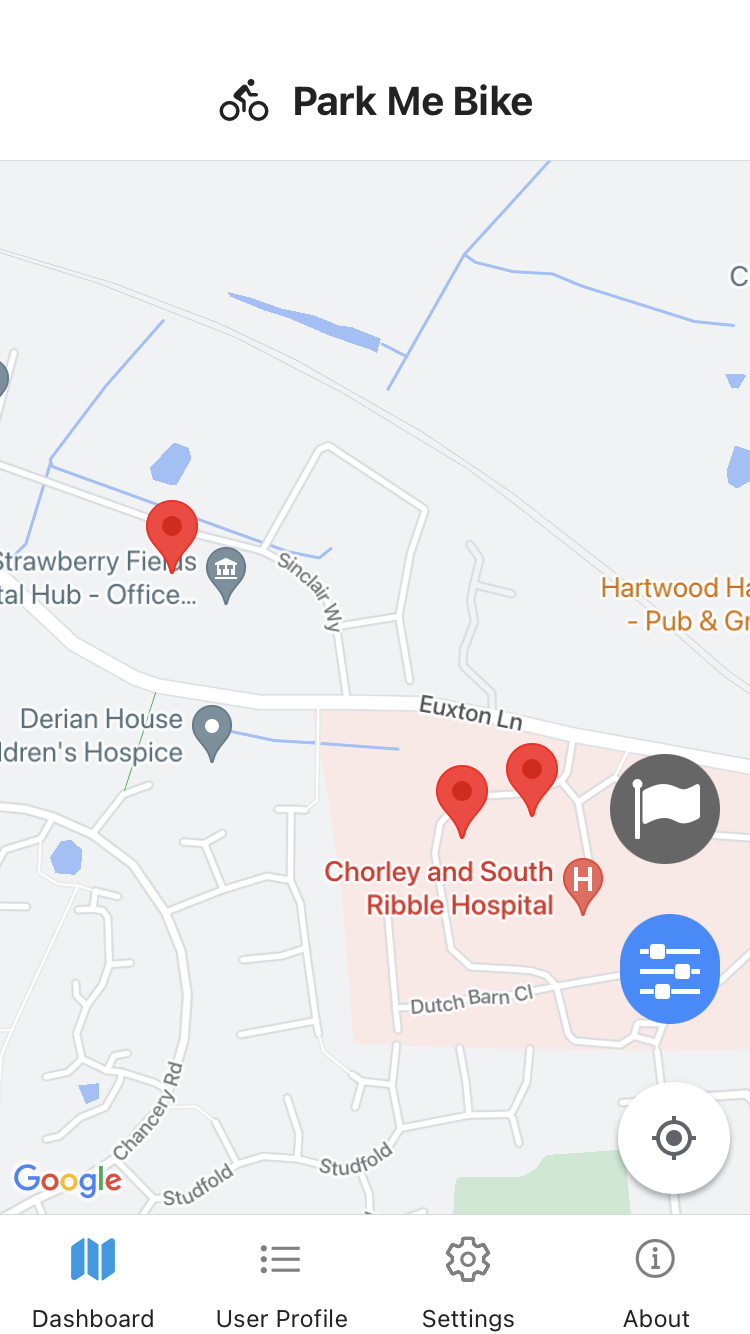 Park Me Bike
C
Strawberry Fields
tal Hub - Office...
Sinclair Wy
Hartwood Ha
- Pub & Gr
Euxton Ln
Derian House
ldren's Hospice
Chorley and South
Ribble Hospital
H
Dutch Barn Cl
Chancery Rd
Studfold
Studfold
Google
Dashboard
User Profile
Settings
About